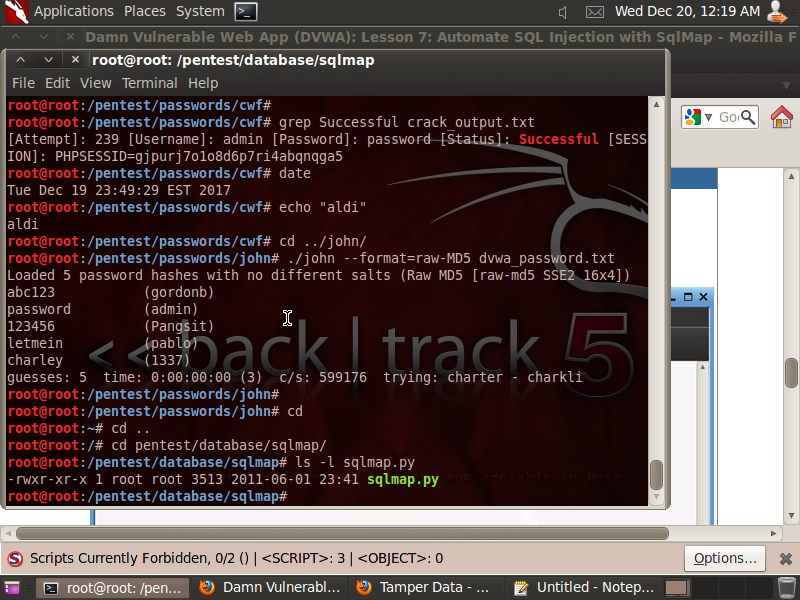 Applications Places System Wed Dec 20, 12:19 AM
Damn Vulnerable Web App (DVWA): Lesson 7: Automate SQL Injection with SqlMap - Mozilla F
root@root: /pentest/database/sqlmap
File Edit View Terminal Help
root@root:/pentest/passwords/cwf#
root@root:/pentest/passwords/cwf# grep Successful crack_output.txt
[Attempt]: 239 [Username]: admin [Password]: password [Status]: Successful [SESS
ION]: PHPSESSID=gjpurj7o1o8d6p7ri4abqnqga5
root@root:/pentest/passwords/cwf# date
Tue Dec 19 23:49:29 EST 2017
root@root:/pentest/passwords/cwf# echo "aldi"
aldi
root@root:/pentest/passwords/cwf# cd ../john/
root@root:/pentest/passwords/john# ./john --format=raw-MD5 dvwa_password.txt
Loaded 5 password hashes with no different salts (Raw MD5 [raw-md5 SSE2 16x4])
abc123 (gordonb)
password (admin)
123456 (Pangsit)
letmein (pablo)
charley (1337)
guesses: 5 time: 0:00:00:00 (3) c/s: 599176 trying: charter - charkli
root@root:/pentest/passwords/john#
root@root:/pentest/passwords/john# cd
root@root:~# cd ..
root@root:/# cd pentest/database/sqlmap/
root@root:/pentest/database/sqlmap# ls -l sqlmap.py
-rwxr-xr-x 1 root root 3513 2011-06-01 23:41 sqlmap.py
root@root:/pentest/database/sqlmap#
<< back | track 5
Goo
Scripts Currently Forbidden, 0/2 () | <SCRIPT>: 3 | <OBJECT>: 0 Options...
root@root: /pen... Damn Vulnerabl... Tamper Data - ... Untitled - Notep...